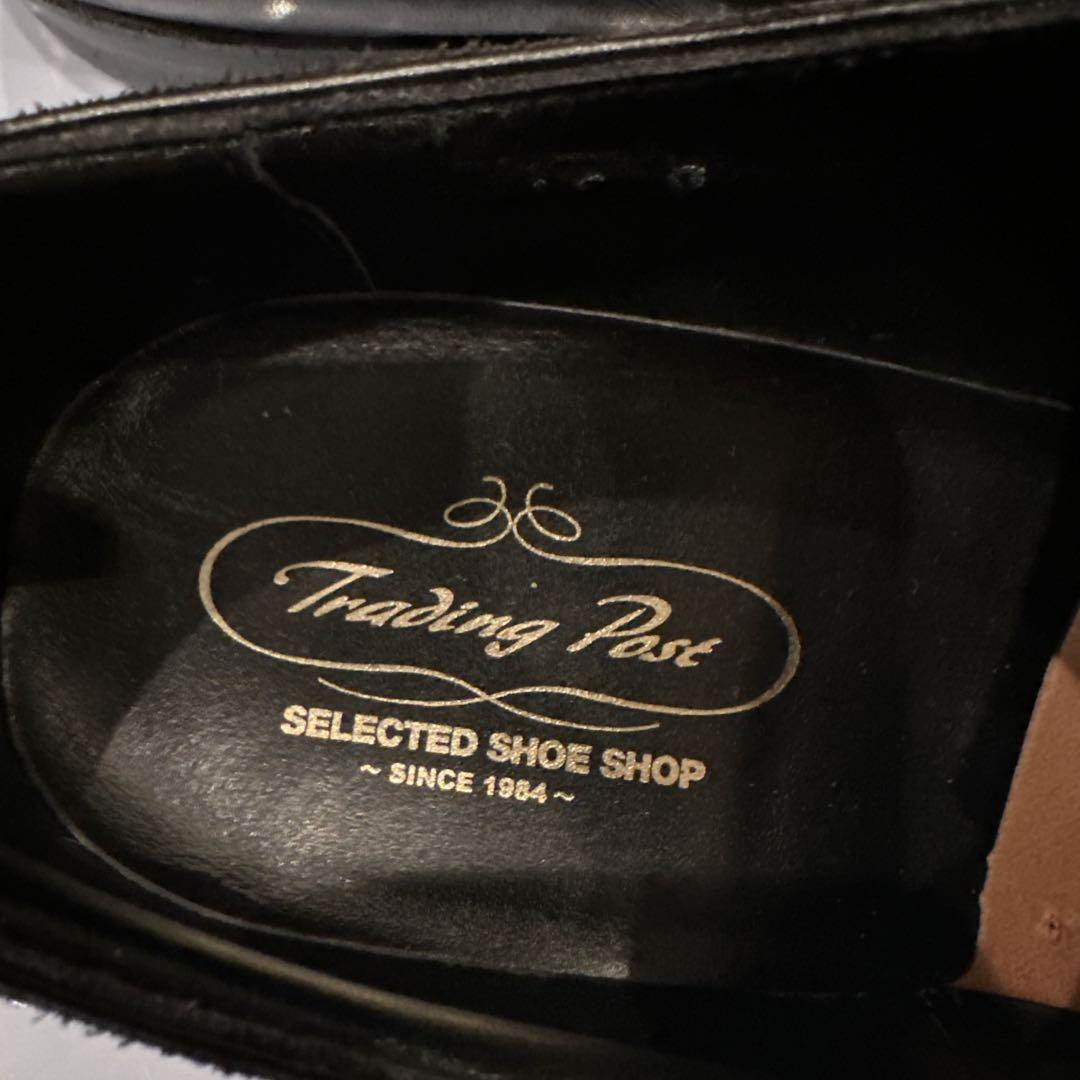 Trading Post
SELECTED SHOE SHOP
~ SINCE 1984 ~